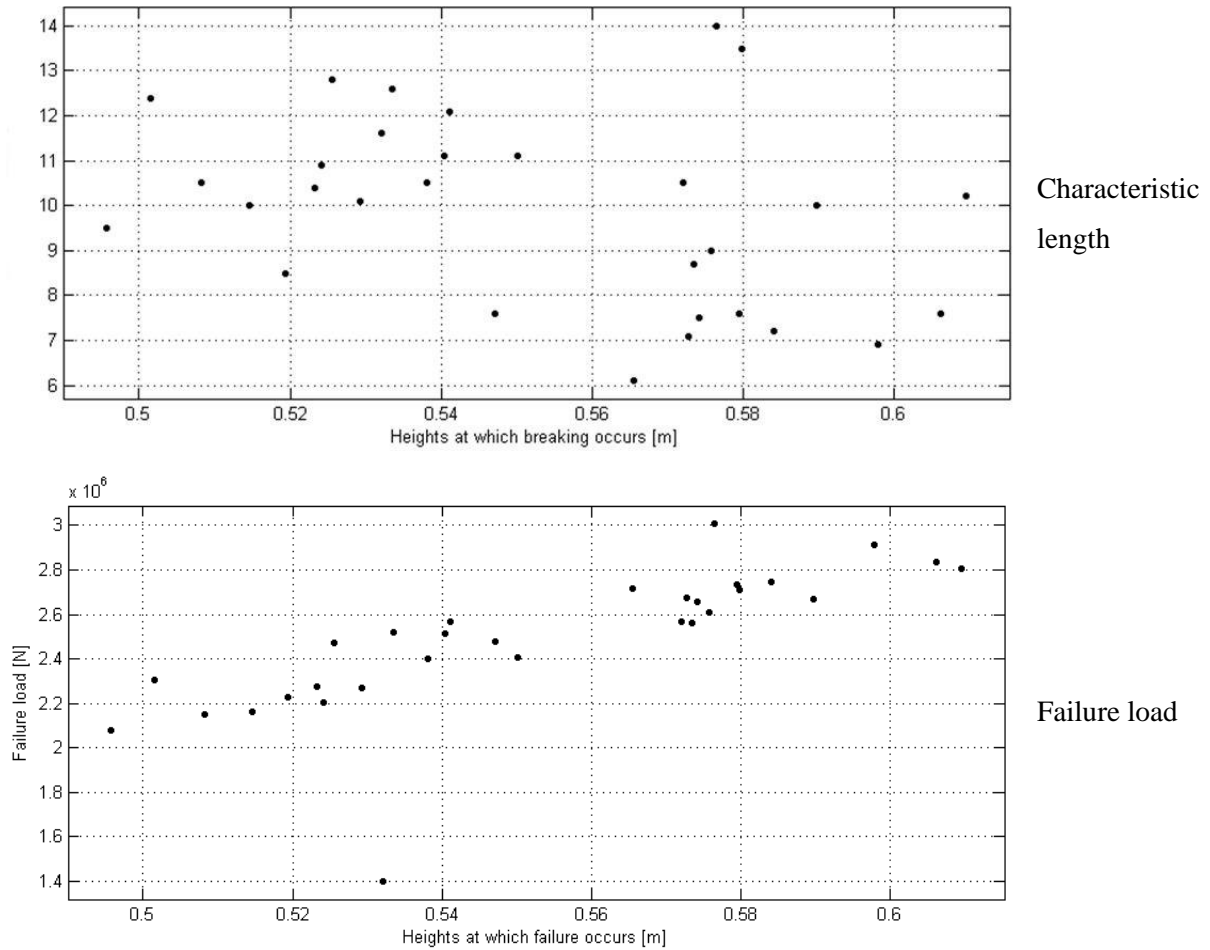 14
13
12
11
10
9
8
7
6
0.5 0.52 0.54 0.56 0.58 0.6
Heights at which breaking occurs [m]
Characteristic
length
x 10^6
3
2.8
2.6
2.4
2.2
2
1.8
1.6
1.4
Failure load [N]
0.5 0.52 0.54 0.56 0.58 0.6
Heights at which failure occurs [m]
Failure load